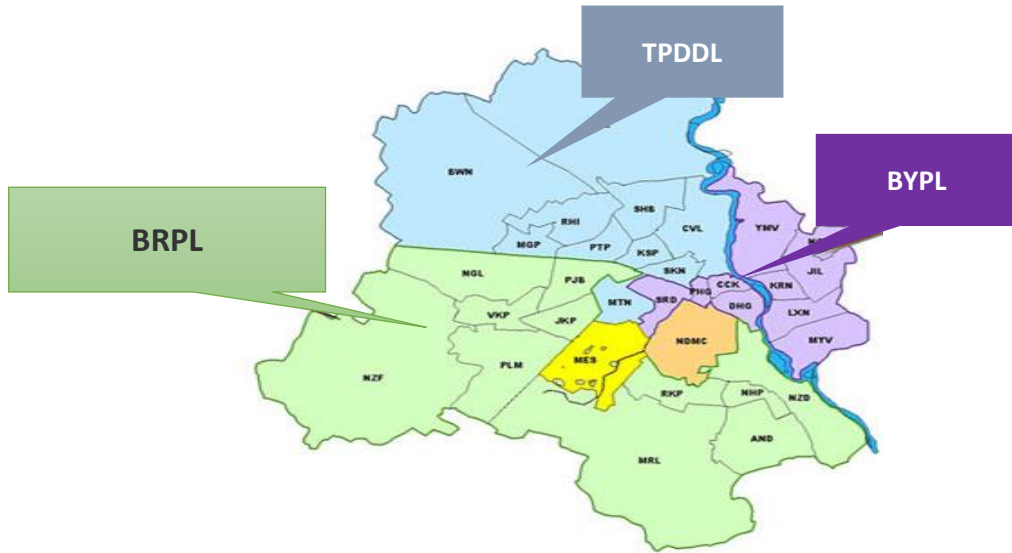 TPDDL
BYPL
BRPL
BWN
SHB
RHI
CVL
YMV
MGP
PTP
KSP
NGL
PJB
SKN
JIL
MTN
SRD
PHG
CCK
KRN
DHG
LXN
VKP
JKP
NDMC
MYV
PLM
MES
NZF
RKP
NHP
NZD
AND
MRL